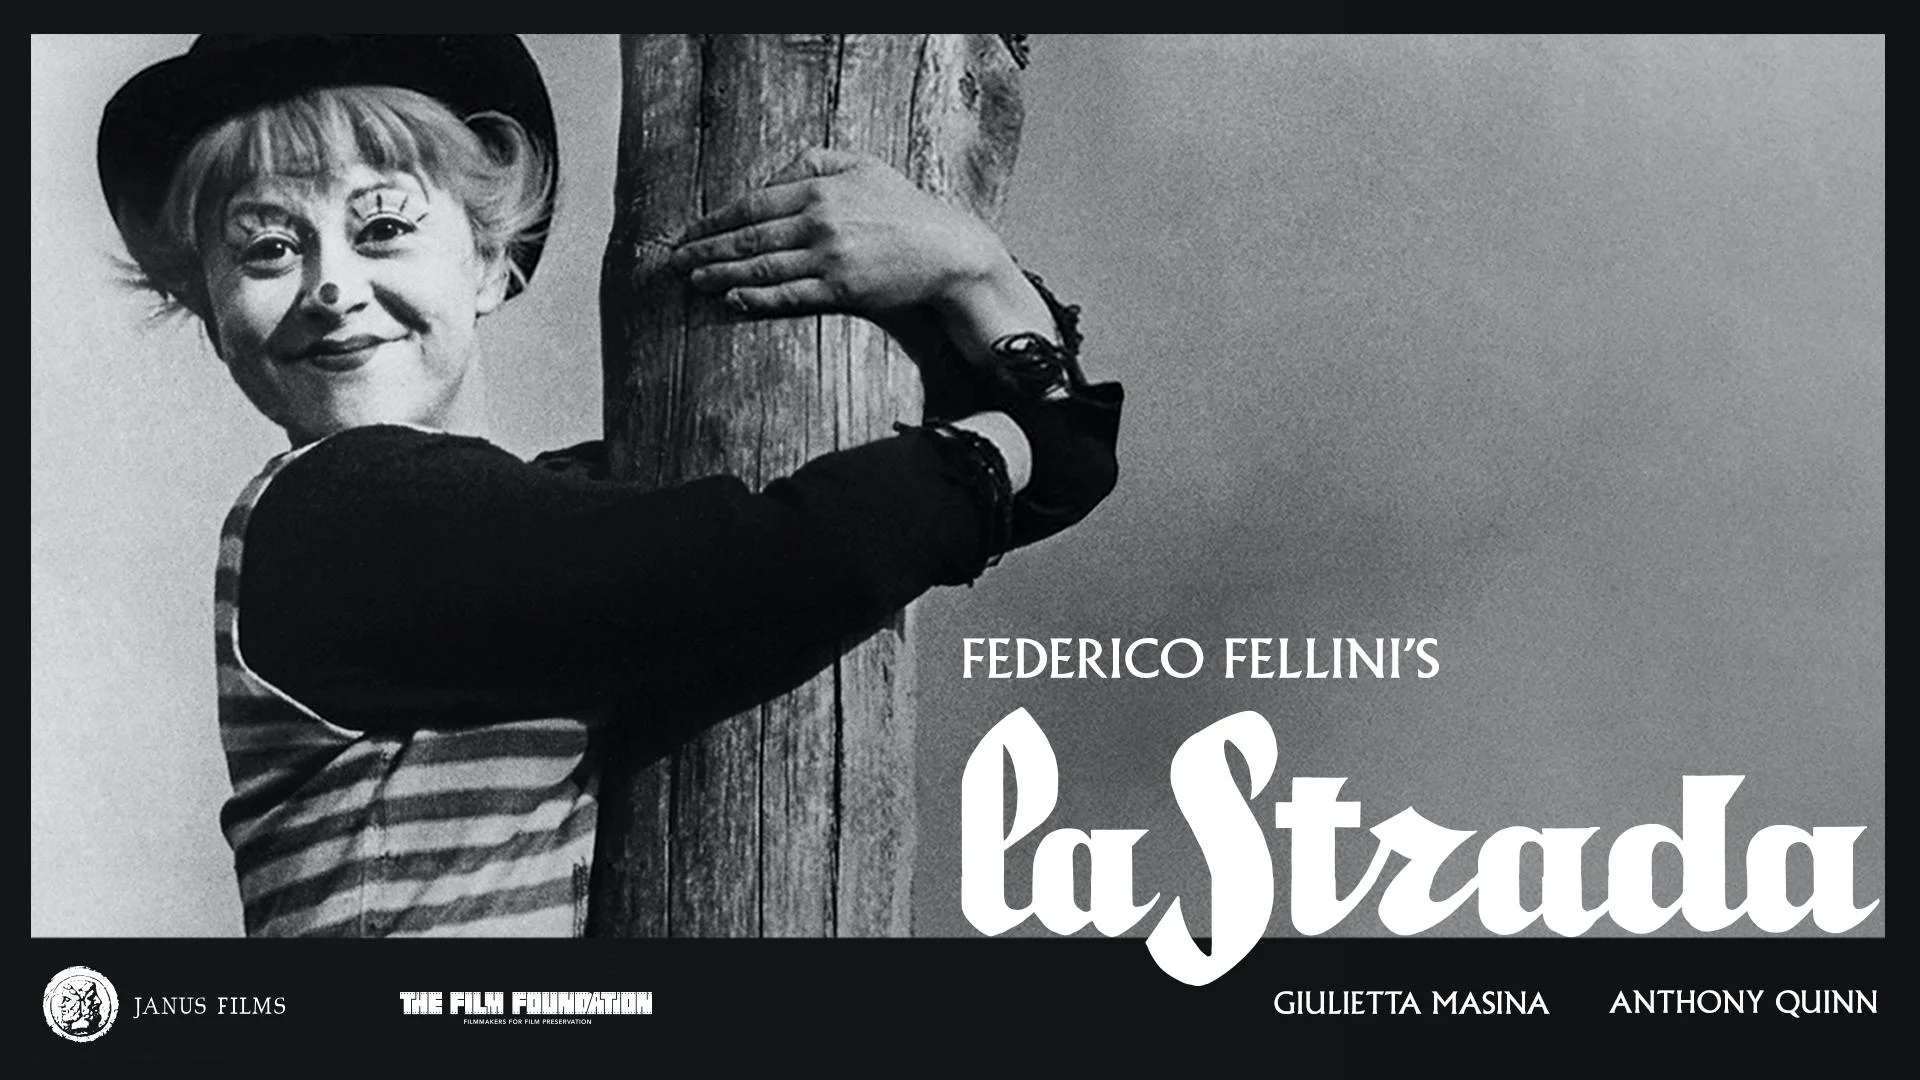 FEDERICO FELLINI'S
la Strada
JANUS FILMS
THE FILM FOUNDATION
FILMMAKERS FOR FILM PRESERVATION
GIULIETTA MASINA
ANTHONY QUINN